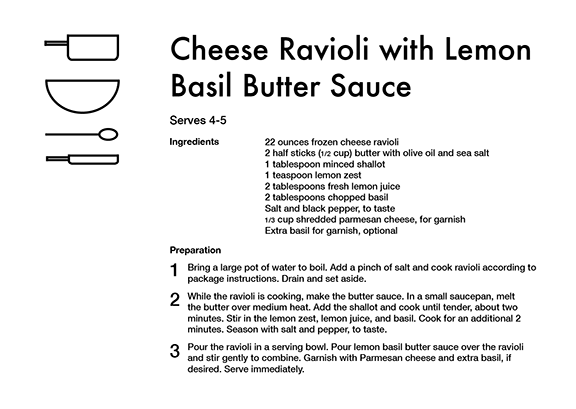 Cheese Ravioli with Lemon
Basil Butter Sauce
Serves 4-5
Ingredients
22 ounces frozen cheese ravioli
2 half sticks (1/2 cup) butter with olive oil and sea salt
1 tablespoon minced shallot
1 teaspoon lemon zest
2 tablespoons fresh lemon juice
2 tablespoons chopped basil
Salt and black pepper, to taste
1/3 cup shredded parmesan cheese, for garnish
Extra basil for garnish, optional
Preparation
1 Bring a large pot of water to boil. Add a pinch of salt and cook ravioli according to
package instructions. Drain and set aside.
2 While the ravioli is cooking, make the butter sauce. In a small saucepan, melt
the butter over medium heat. Add the shallot and cook until tender, about two
minutes. Stir in the lemon zest, lemon juice, and basil. Cook for an additional 2
minutes. Season with salt and pepper, to taste.
3 Pour the ravioli in a serving bowl. Pour lemon basil butter sauce over the ravioli
and stir gently to combine. Garnish with Parmesan cheese and extra basil, if
desired. Serve immediately.